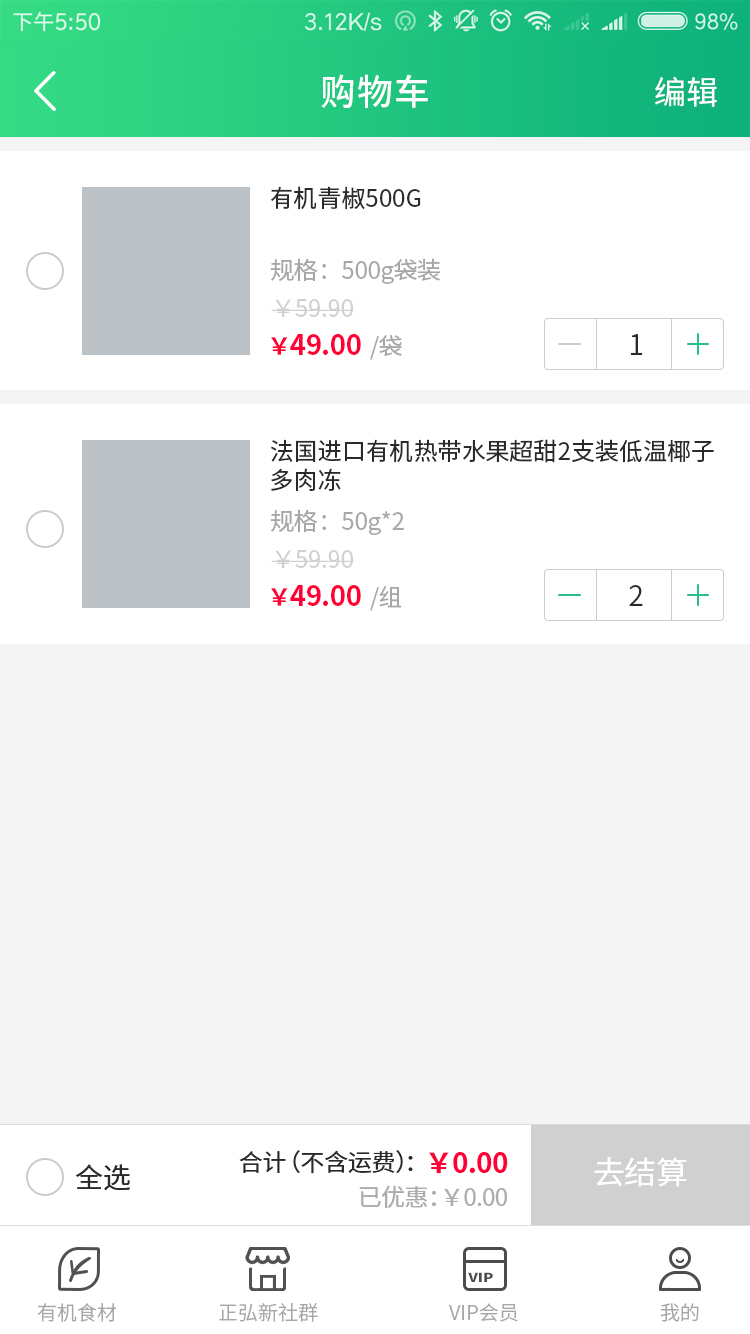 下午5:50 3.12K/s 98%
购物车 编辑
有机青椒500G
规格：500g袋装
￥59.90
¥49.00 /袋
1
法国进口有机热带水果超甜2支装低温椰子
多肉冻
规格：50g*2
￥59.90
¥49.00 /组
2
全选 合计（不含运费）：￥0.00 去结算
已优惠：￥0.00
VIP
有机食材 正弘新社群 VIP会员 我的